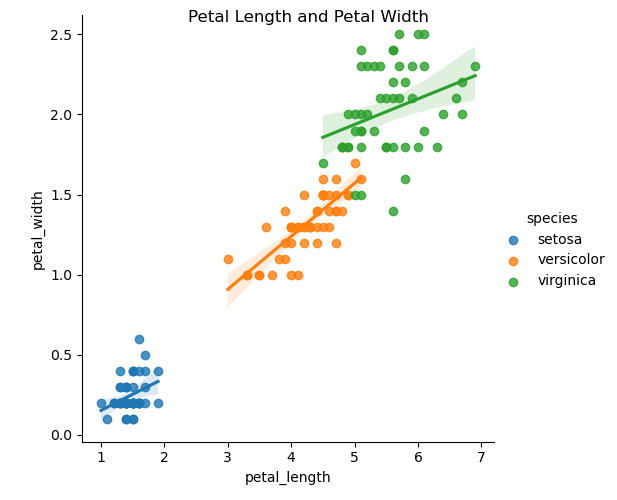 Petal Length and Petal Width
2.5
2.0
1.5
1.0
0.5
0.0
petal_width
1 2 3 4 5 6 7
petal_length
species
setosa
versicolor
virginica